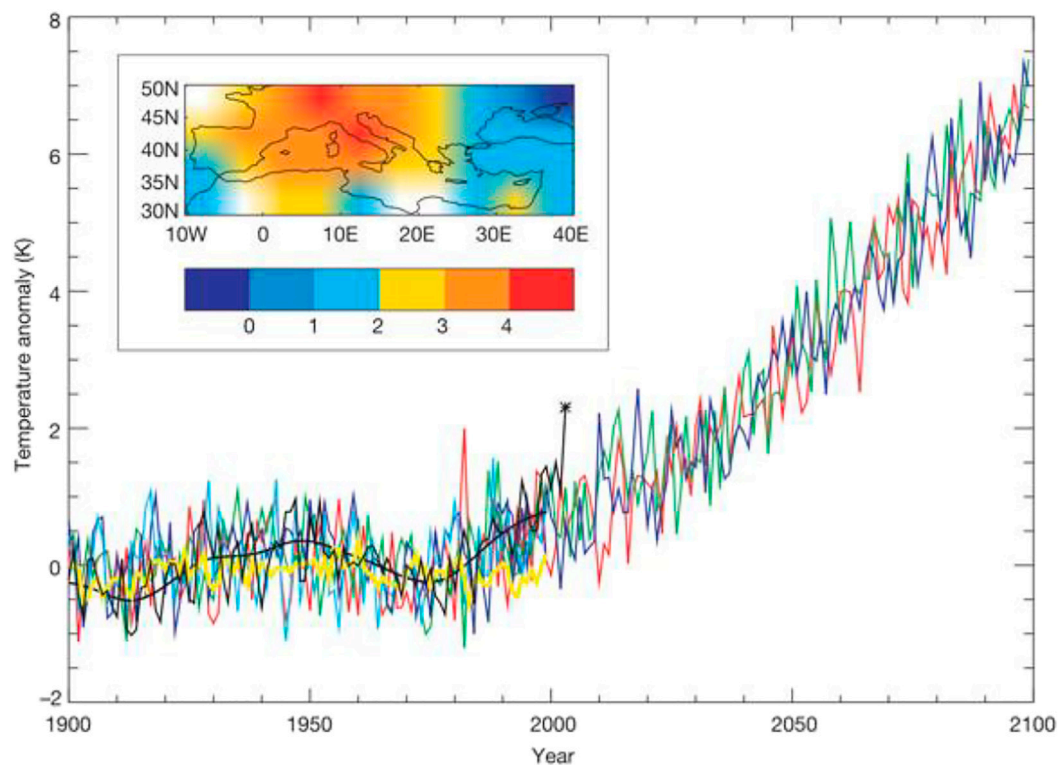 8
6
4
2
0
−2
Temperature anomaly (K)
50N
45N
40N
35N
30N
10W 0 10E 20E 30E 40E
0 1 2 3 4
1900 1950 2000 2050 2100
Year